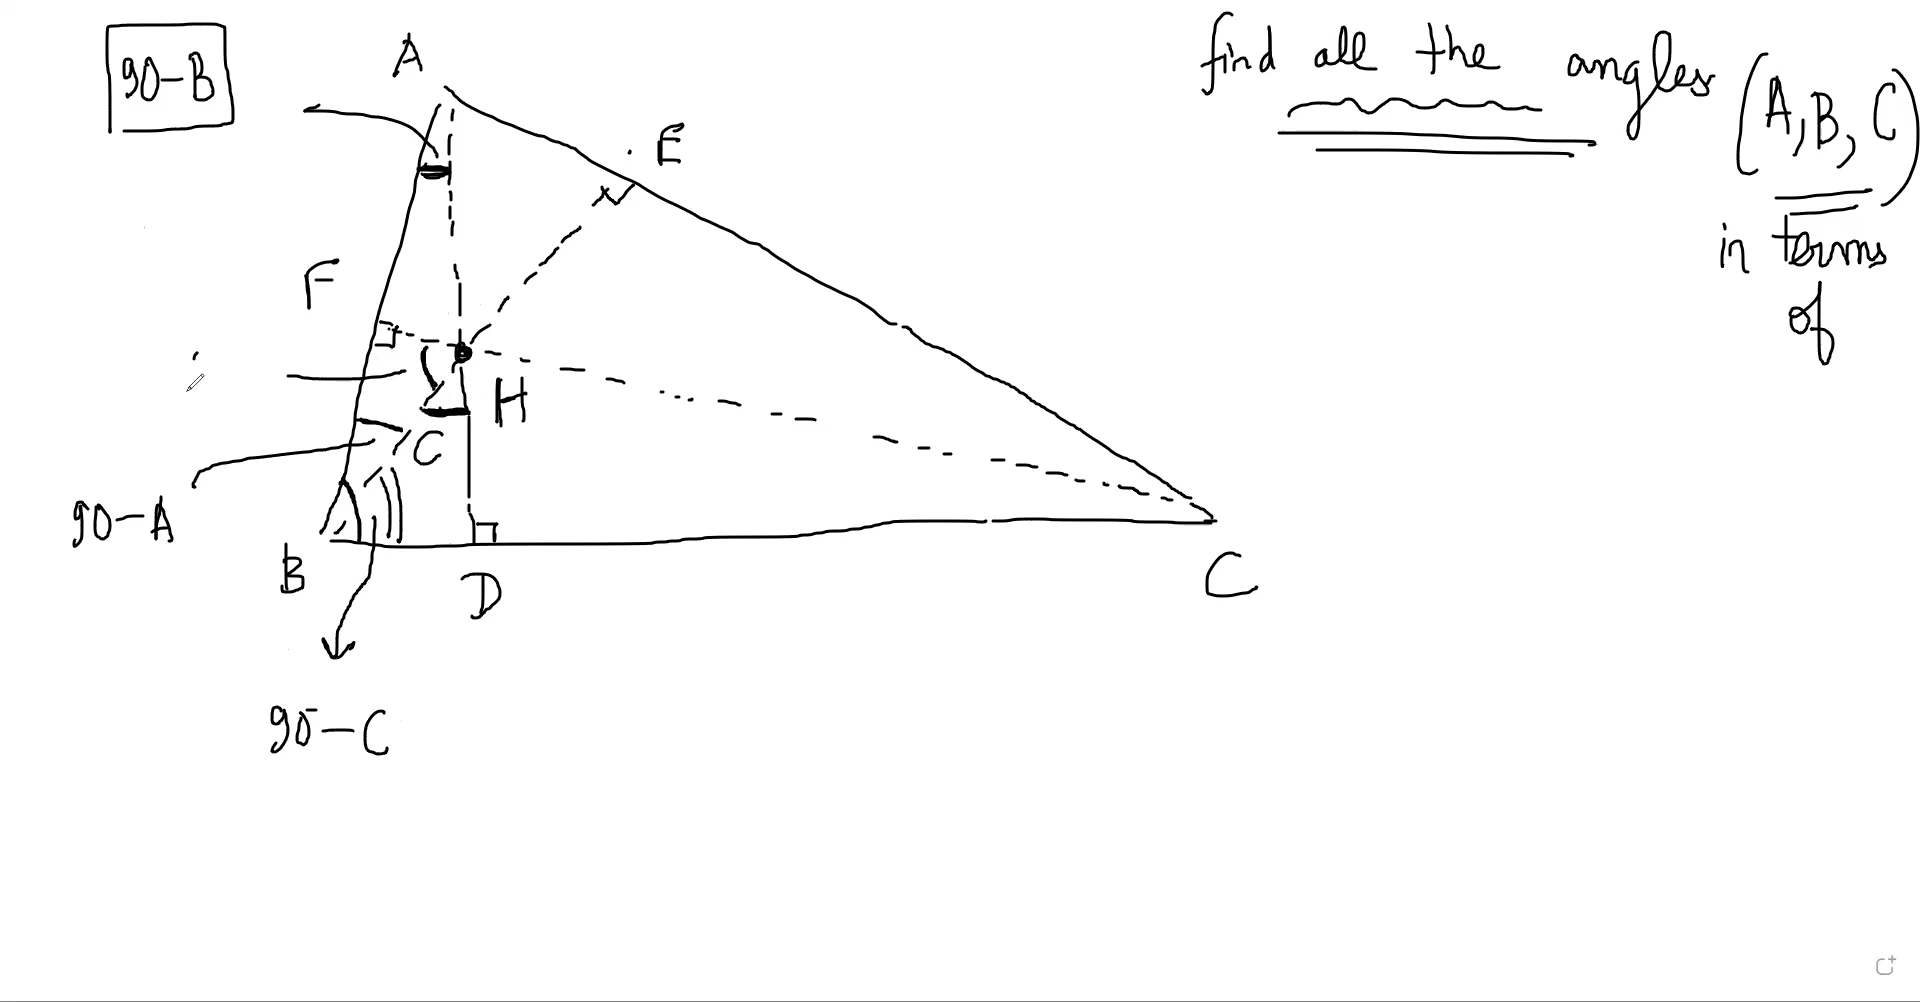 90-B
A
E
find all the angles (A, B, C)
in terms
of
F
H
C
90-A
B
D
C
90-C